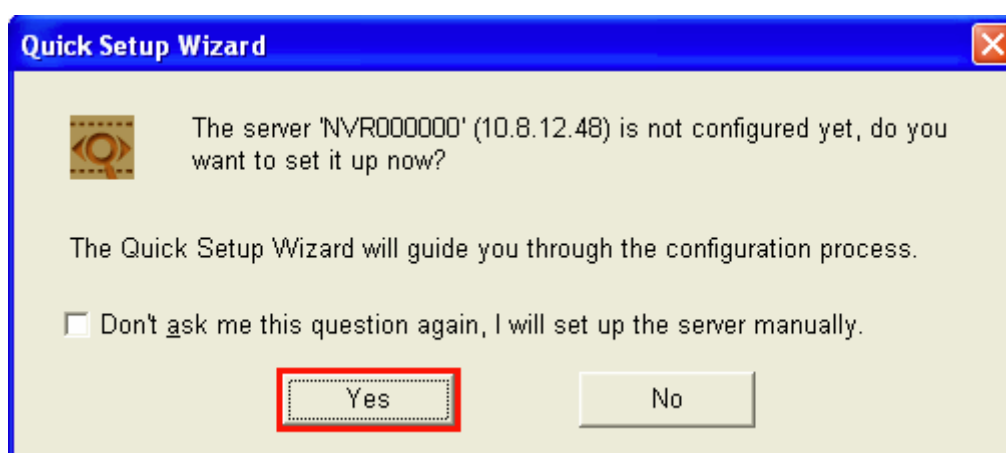 Quick Setup Wizard
The server 'NVR000000' (10.8.12.48) is not configured yet, do you
want to set it up now?
The Quick Setup Wizard will guide you through the configuration process.
Don't ask me this question again, I will set up the server manually.
Yes
No